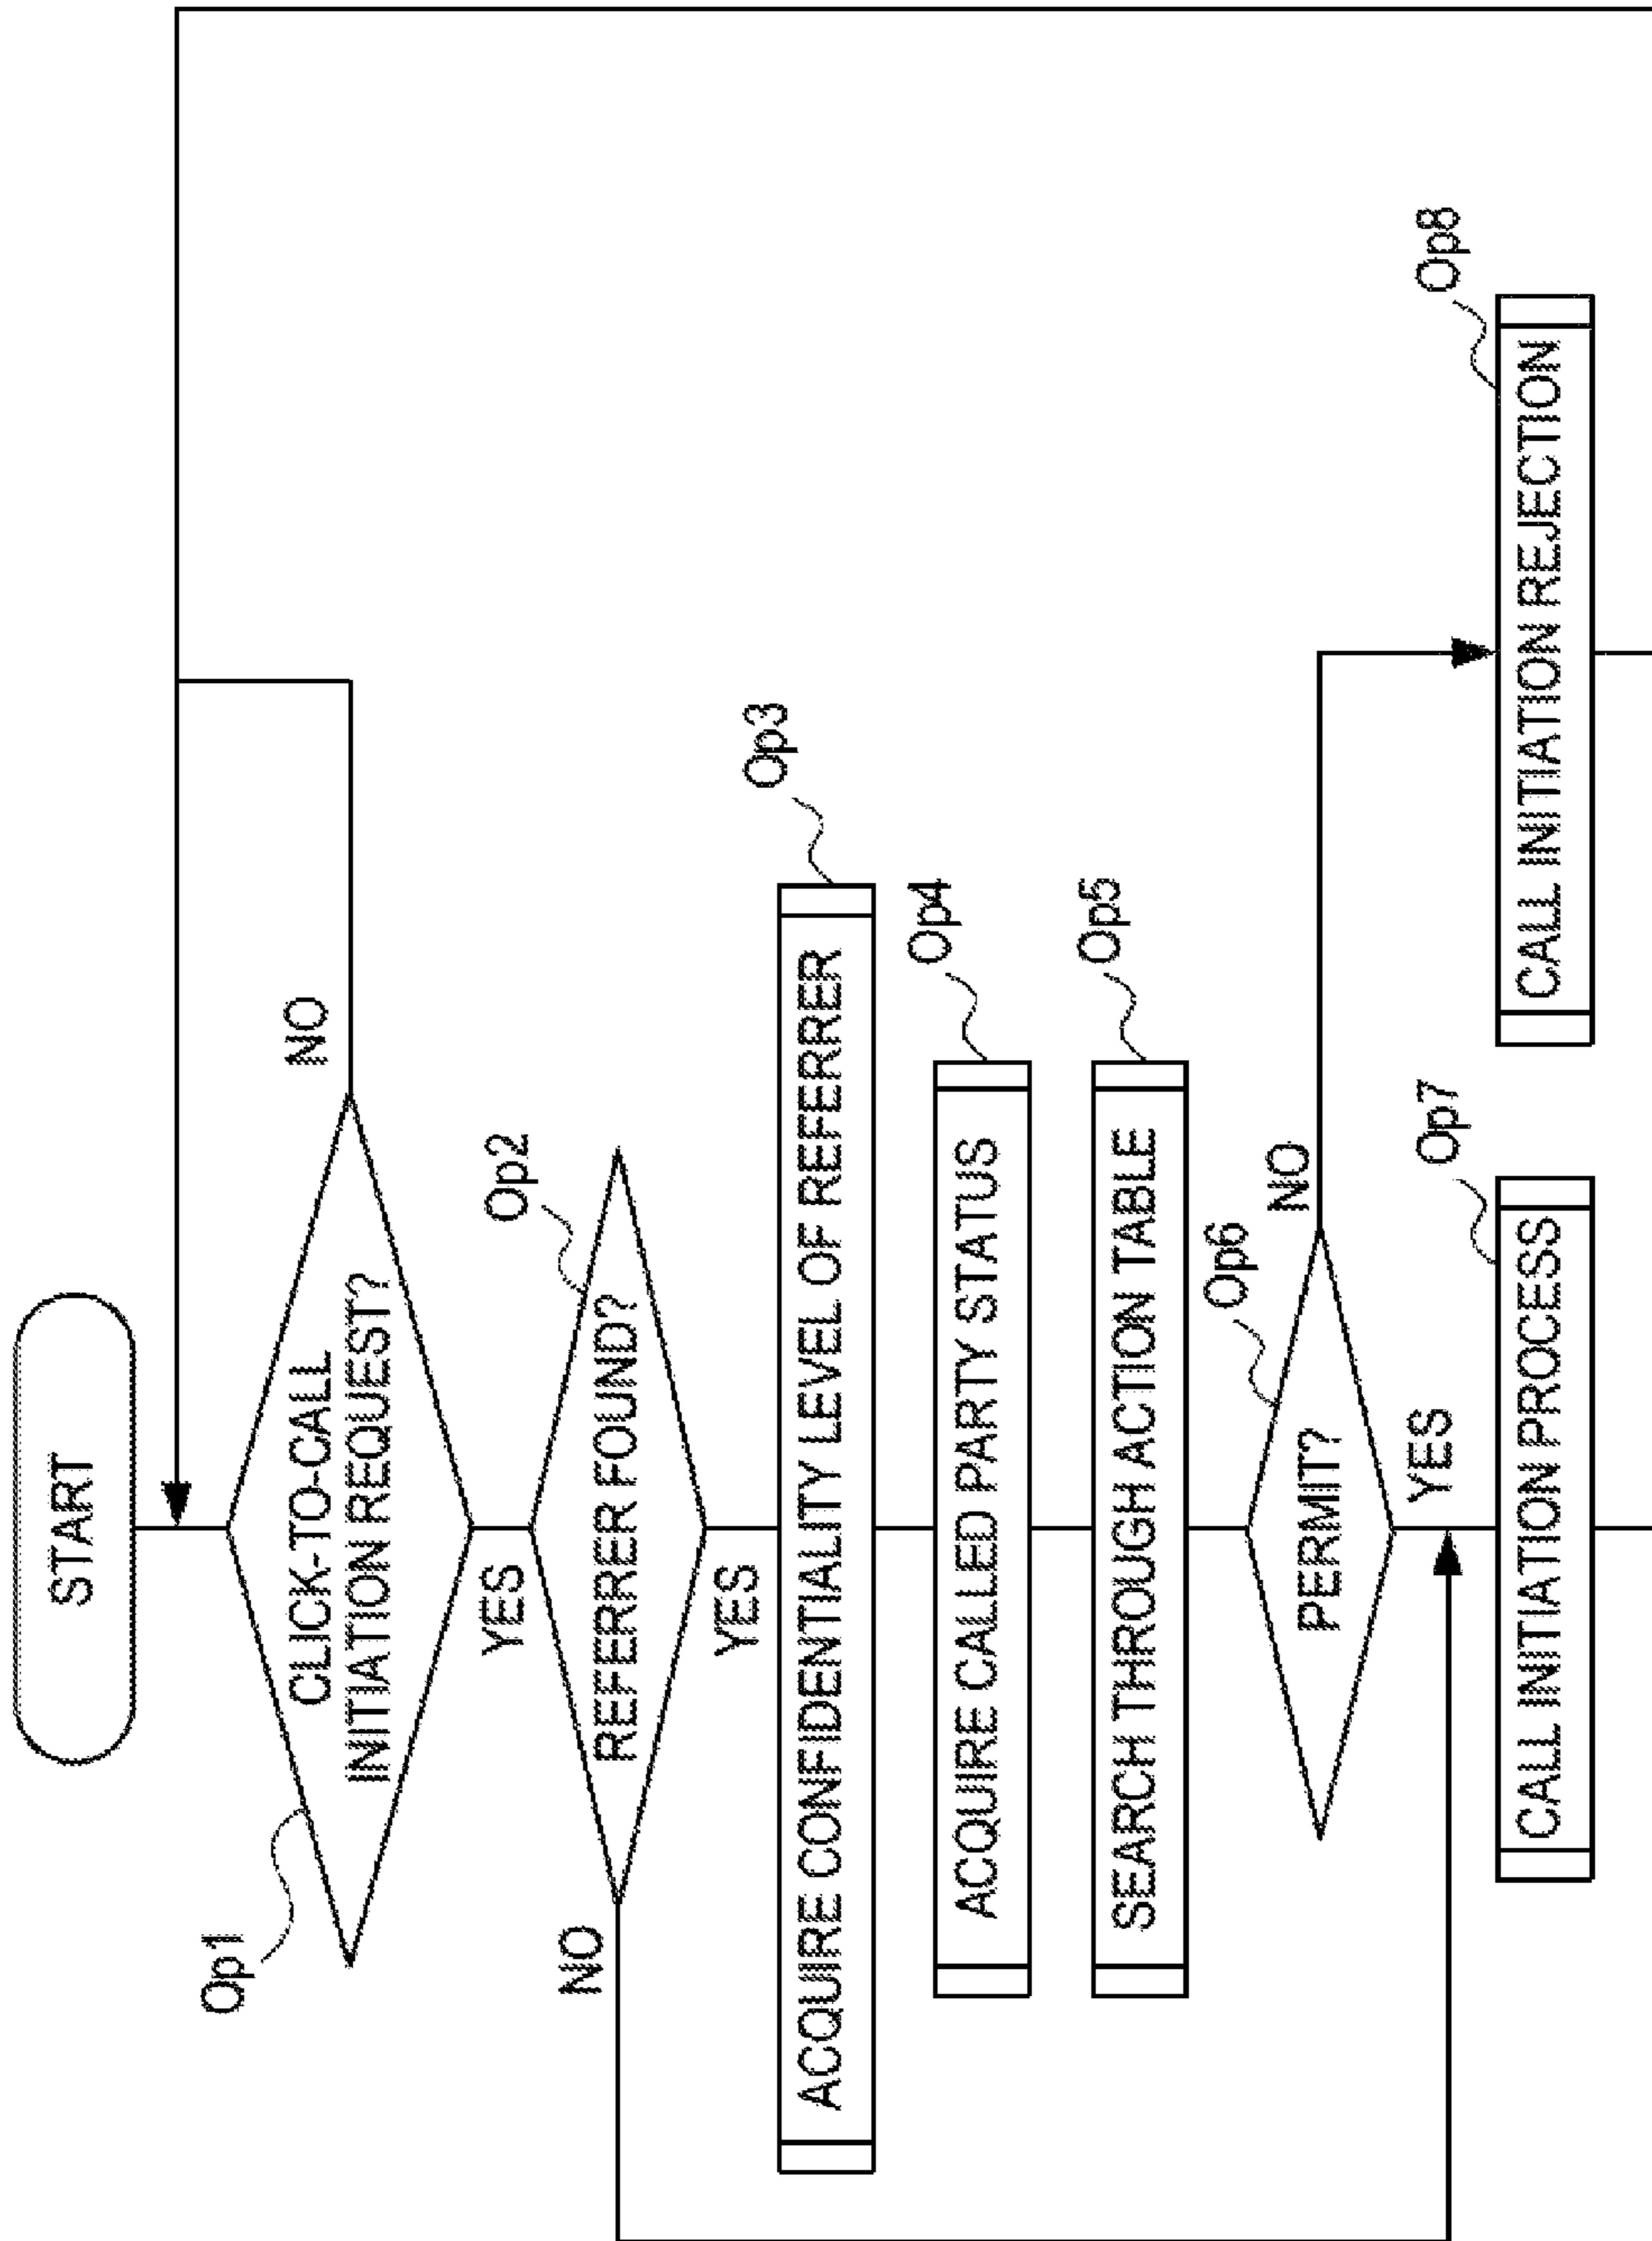 START
Op1
CLICK-TO-CALL
INITIATION REQUEST?
NO
YES
Op2
REFERRER FOUND?
NO
YES
Op3
ACQUIRE CONFIDENTIALITY LEVEL OF REFERRER
Op4
ACQUIRE CALLED PARTY STATUS
Op5
SEARCH THROUGH ACTION TABLE
Op6
PERMIT?
NO
YES
Op7
CALL INITIATION PROCESS
Op8
CALL INITIATION REJECTION